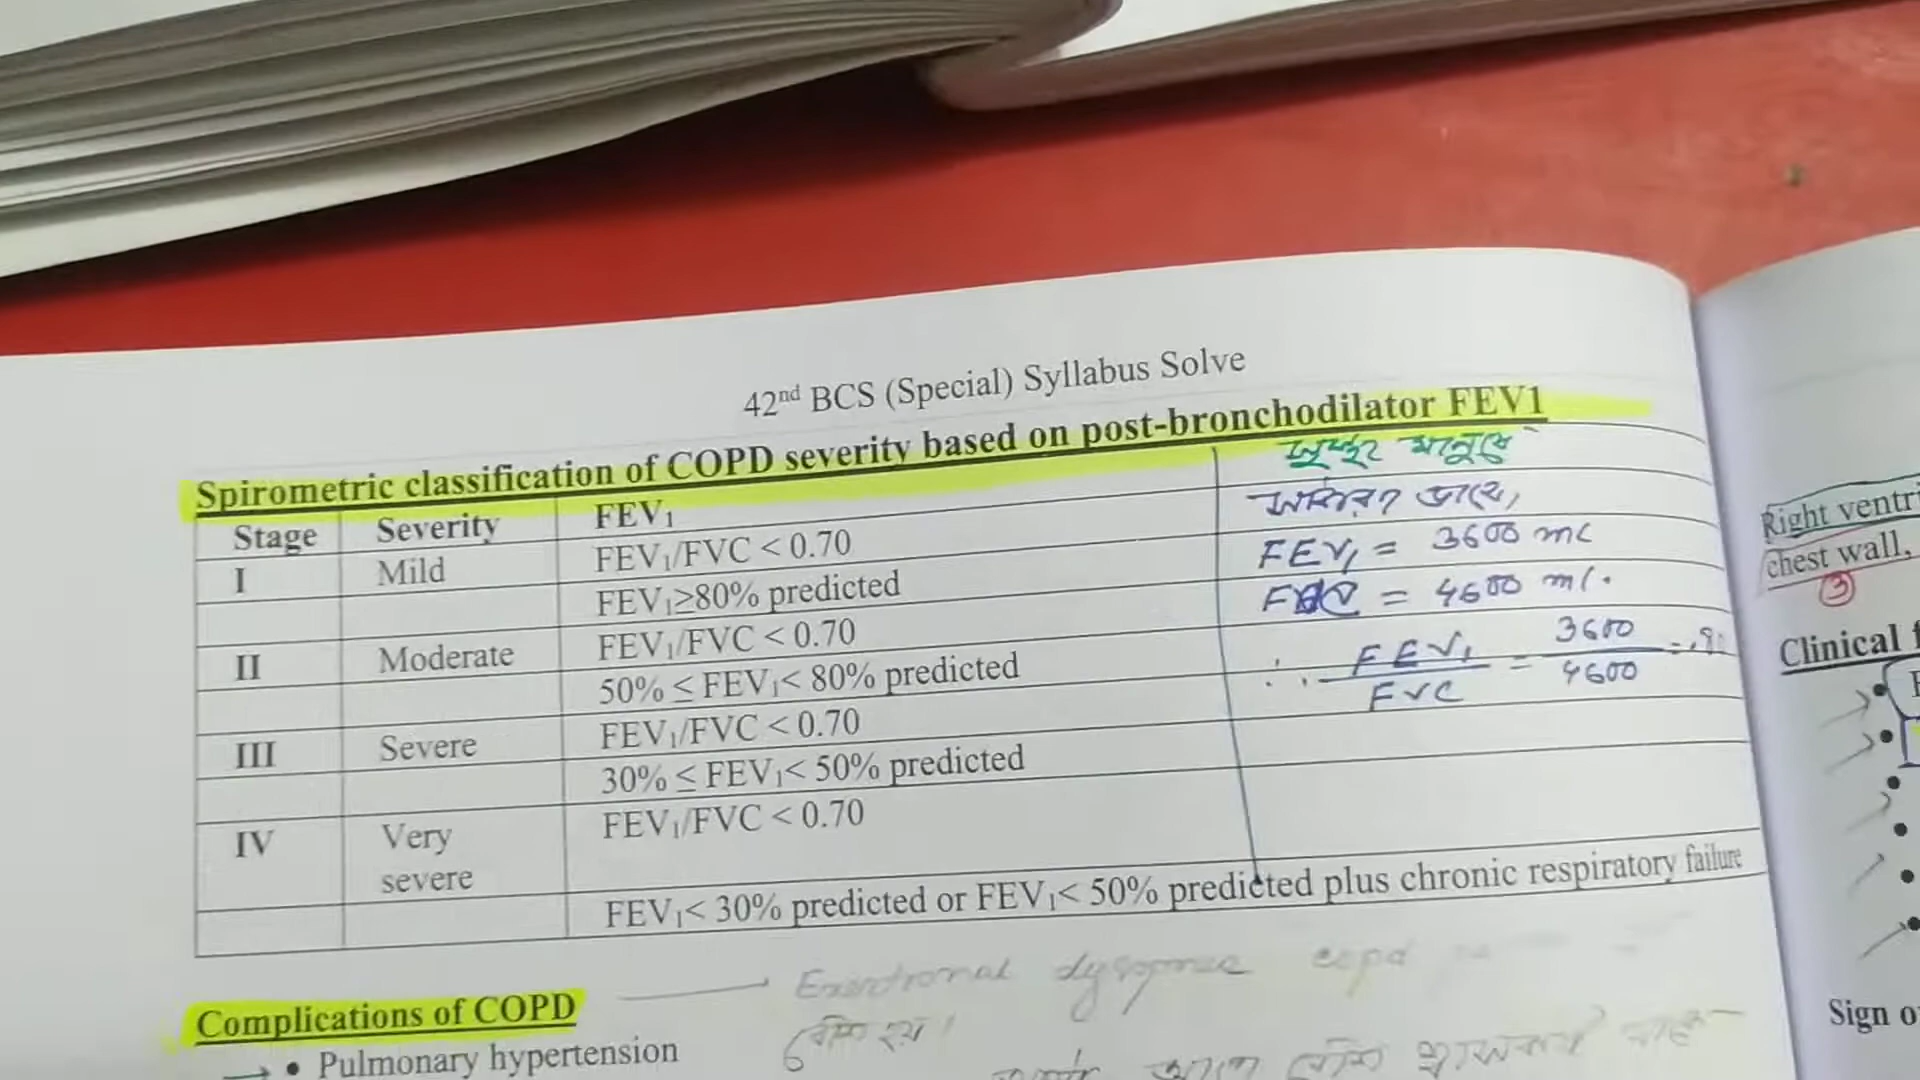 42nd BCS (Special) Syllabus Solve
Spirometric classification of COPD severity based on post-bronchodilator FEV1
Stage Severity FEV₁
I Mild FEV₁/FVC < 0.70
FEV₁≥80% predicted
II Moderate FEV₁/FVC < 0.70
50% ≤ FEV₁< 80% predicted
III Severe FEV₁/FVC < 0.70
30% ≤ FEV₁< 50% predicted
IV Very severe FEV₁/FVC < 0.70
FEV₁< 30% predicted or FEV₁< 50% predicted plus chronic respiratory failure
সুস্থ মানুষে
FEV₁ = 3600 ml
= 4600 ml.
∴ FEV₁/FVC = 3600/4600
Exertional dyspnea copd
Complications of COPD
• Pulmonary hypertension
Right ventri
chest wall,
3
Clinical
Sign o